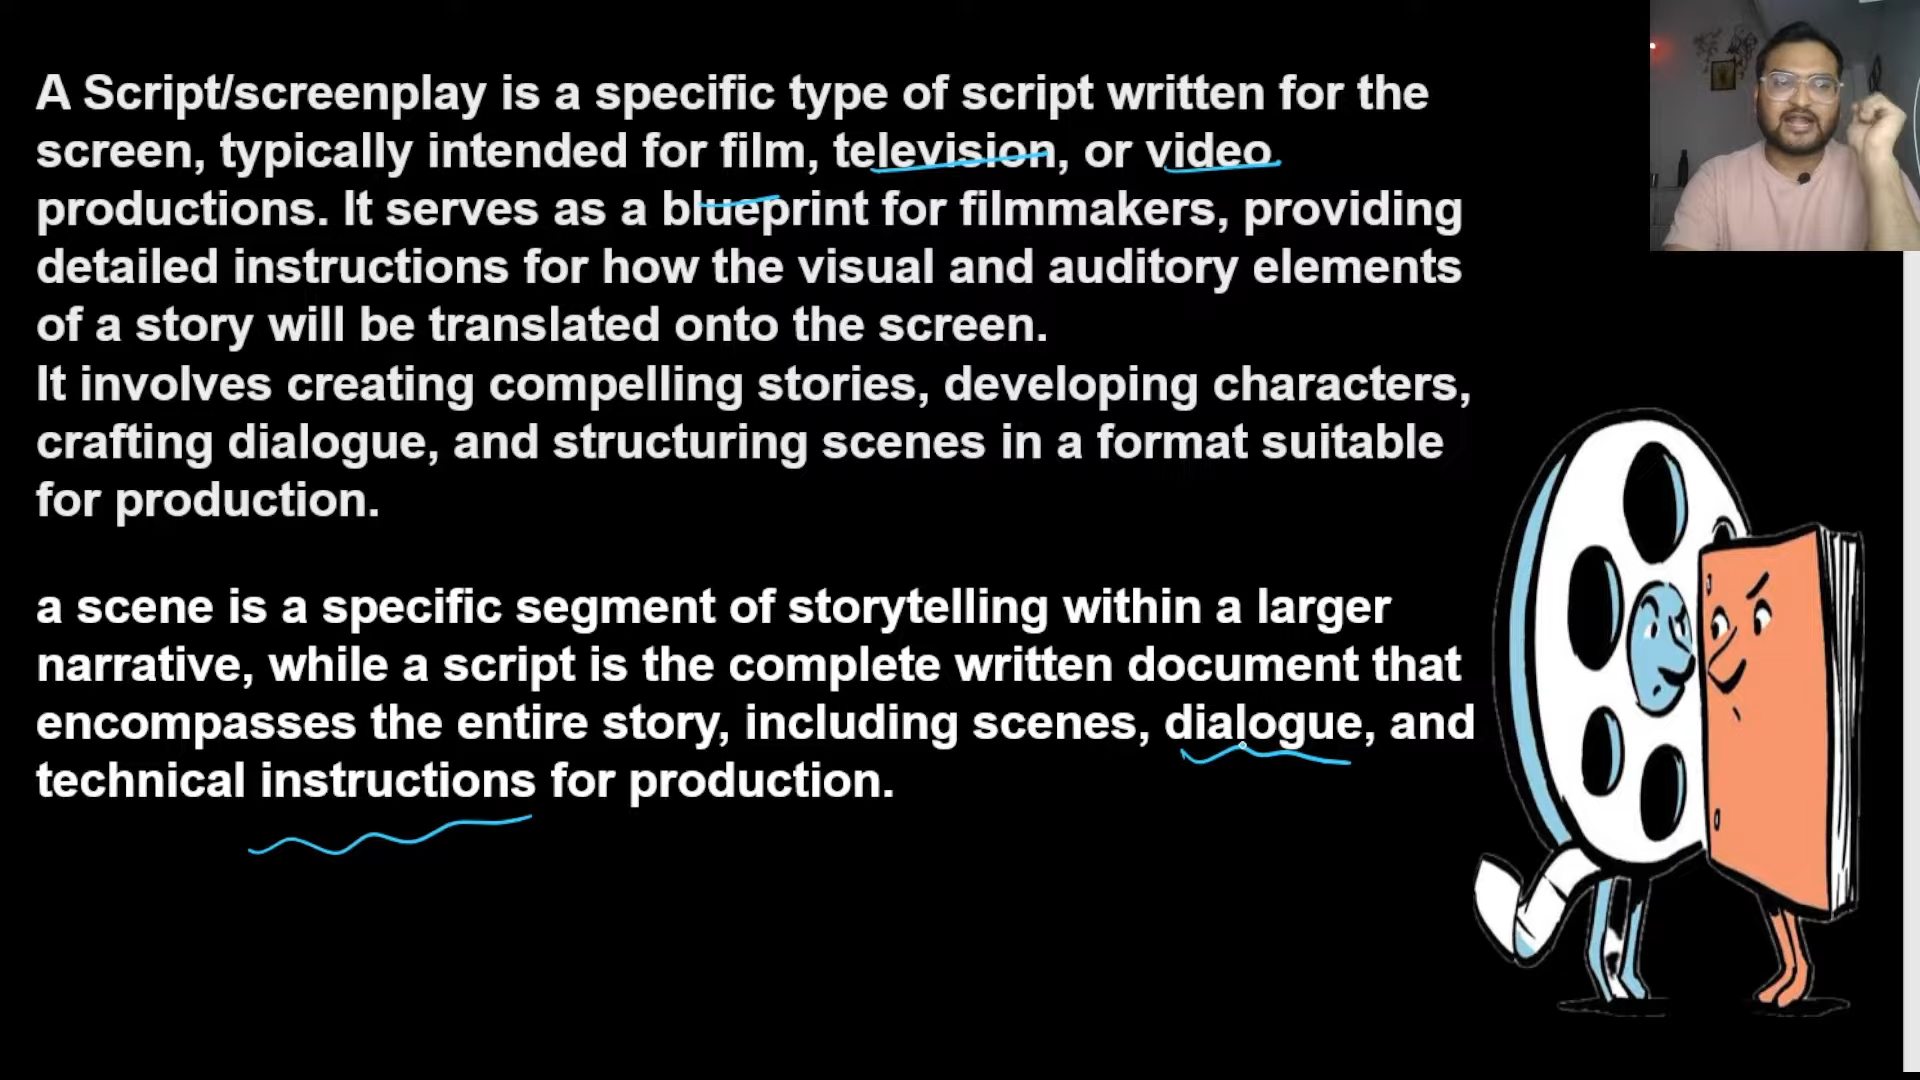 A Script/screenplay is a specific type of script written for the
screen, typically intended for film, television, or video
productions. It serves as a blueprint for filmmakers, providing
detailed instructions for how the visual and auditory elements
of a story will be translated onto the screen.
It involves creating compelling stories, developing characters,
crafting dialogue, and structuring scenes in a format suitable
for production.
a scene is a specific segment of storytelling within a larger
narrative, while a script is the complete written document that
encompasses the entire story, including scenes, dialogue, and
technical instructions for production.